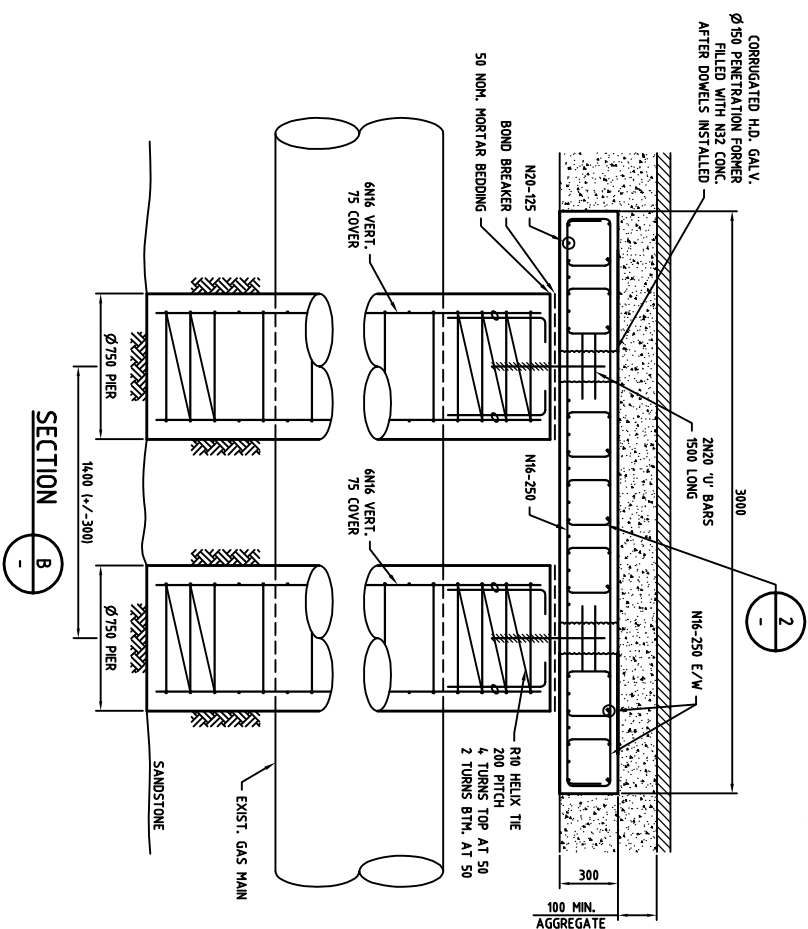 CORRUGATED H.D. GALV.
Ø150 PENETRATION FORMER
FILLED WITH N32 CONC.
AFTER DOWELS INSTALLED
3000
2
-
N20-125
BOND BREAKER
50 NOM. MORTAR BEDDING
2N20 'U' BARS
1500 LONG
N16-250 E/W
300
100 MIN.
AGGREGATE
N16-250
6N16 VERT.
75 COVER
6N16 VERT.
75 COVER
R10 HELIX TIE
200 PITCH
4 TURNS TOP AT 50
2 TURNS BTM. AT 50
EXIST. GAS MAIN
SANDSTONE
Ø750 PIER
Ø750 PIER
1400 (+/-300)
SECTION
B
-